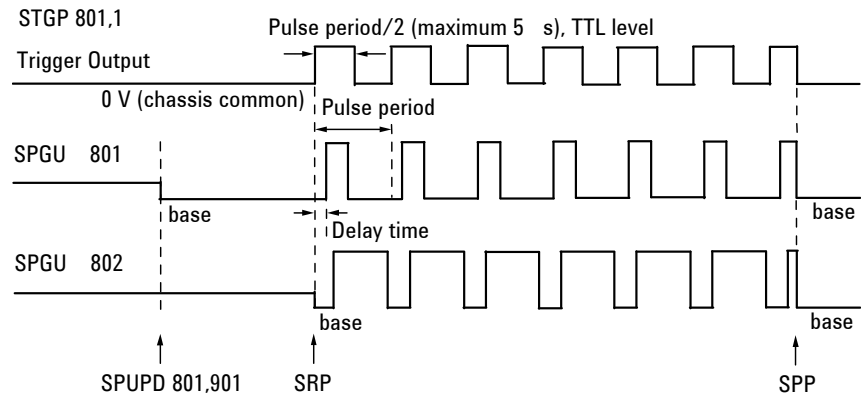 STGP 801,1
Pulse period/2 (maximum 5 s), TTL level
Trigger Output
0 V (chassis common)
Pulse period
SPGU 801
base
base
Delay time
SPGU 802
base
base
SPUPD 801,901
SRP
SPP